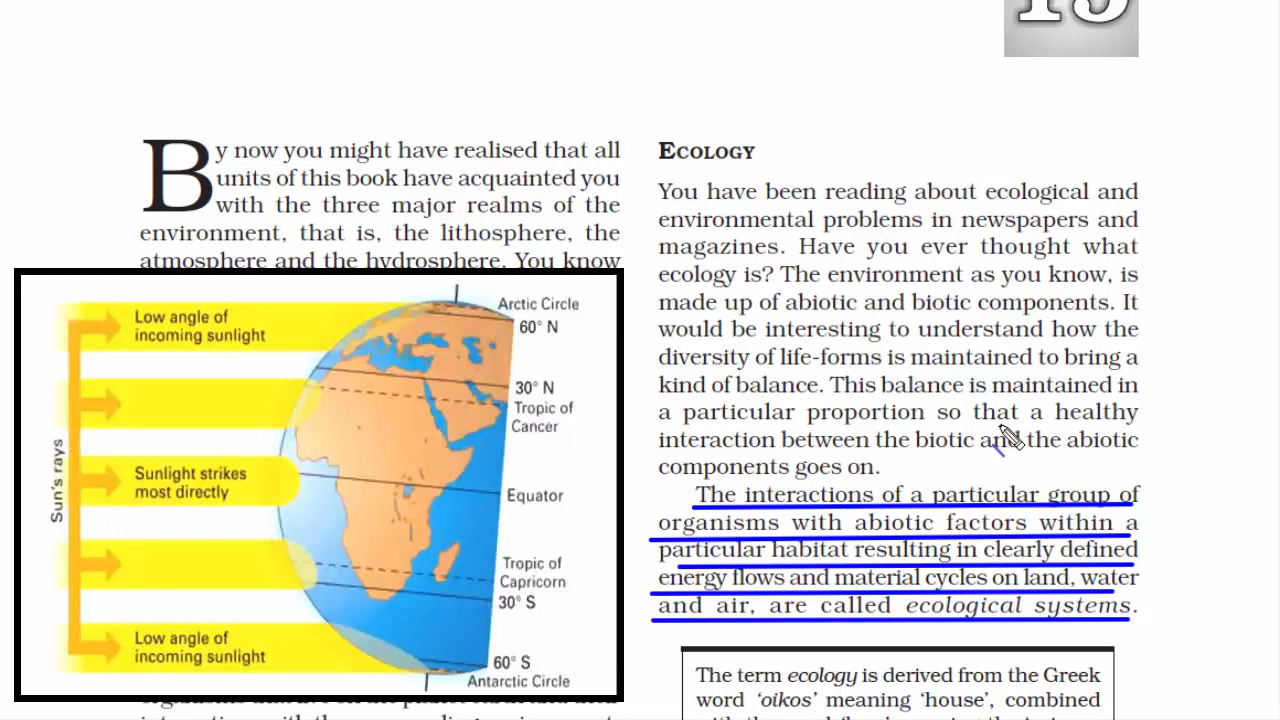 15
By now you might have realised that all
units of this book have acquainted you
with the three major realms of the
environment, that is, the lithosphere, the
atmosphere and the hydrosphere. You know
Arctic Circle
Low angle of
incoming sunlight
60° N
30° N
Tropic of
Cancer
Sun's rays
Sunlight strikes
most directly
Equator
Tropic of
Capricorn
30° S
Low angle of
incoming sunlight
60° S
Antarctic Circle
ECOLOGY
You have been reading about ecological and
environmental problems in newspapers and
magazines. Have you ever thought what
ecology is? The environment as you know, is
made up of abiotic and biotic components. It
would be interesting to understand how the
diversity of life-forms is maintained to bring a
kind of balance. This balance is maintained in
a particular proportion so that a healthy
interaction between the biotic and the abiotic
components goes on.
The interactions of a particular group of
organisms with abiotic factors within a
particular habitat resulting in clearly defined
energy flows and material cycles on land, water
and air, are called ecological systems.
The term ecology is derived from the Greek
word ‘oikos’ meaning ‘house’, combined